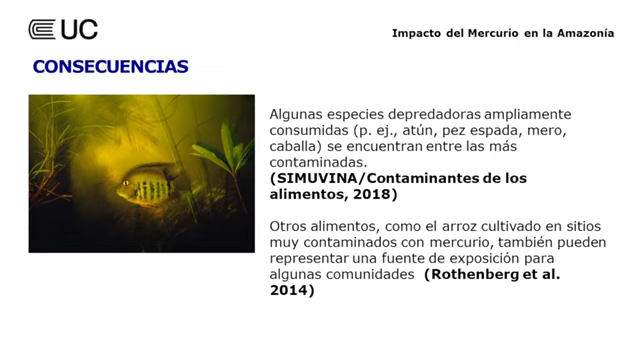 UC
Impacto del Mercurio en la Amazonía
CONSECUENCIAS
Algunas especies depredadoras ampliamente
consumidas (p. ej., atún, pez espada, mero,
caballa) se encuentran entre las más
contaminadas.
(SIMUVINA/Contaminantes de los
alimentos, 2018)
Otros alimentos, como el arroz cultivado en sitios
muy contaminados con mercurio, también pueden
representar una fuente de exposición para
algunas comunidades (Rothenberg et al.
2014)